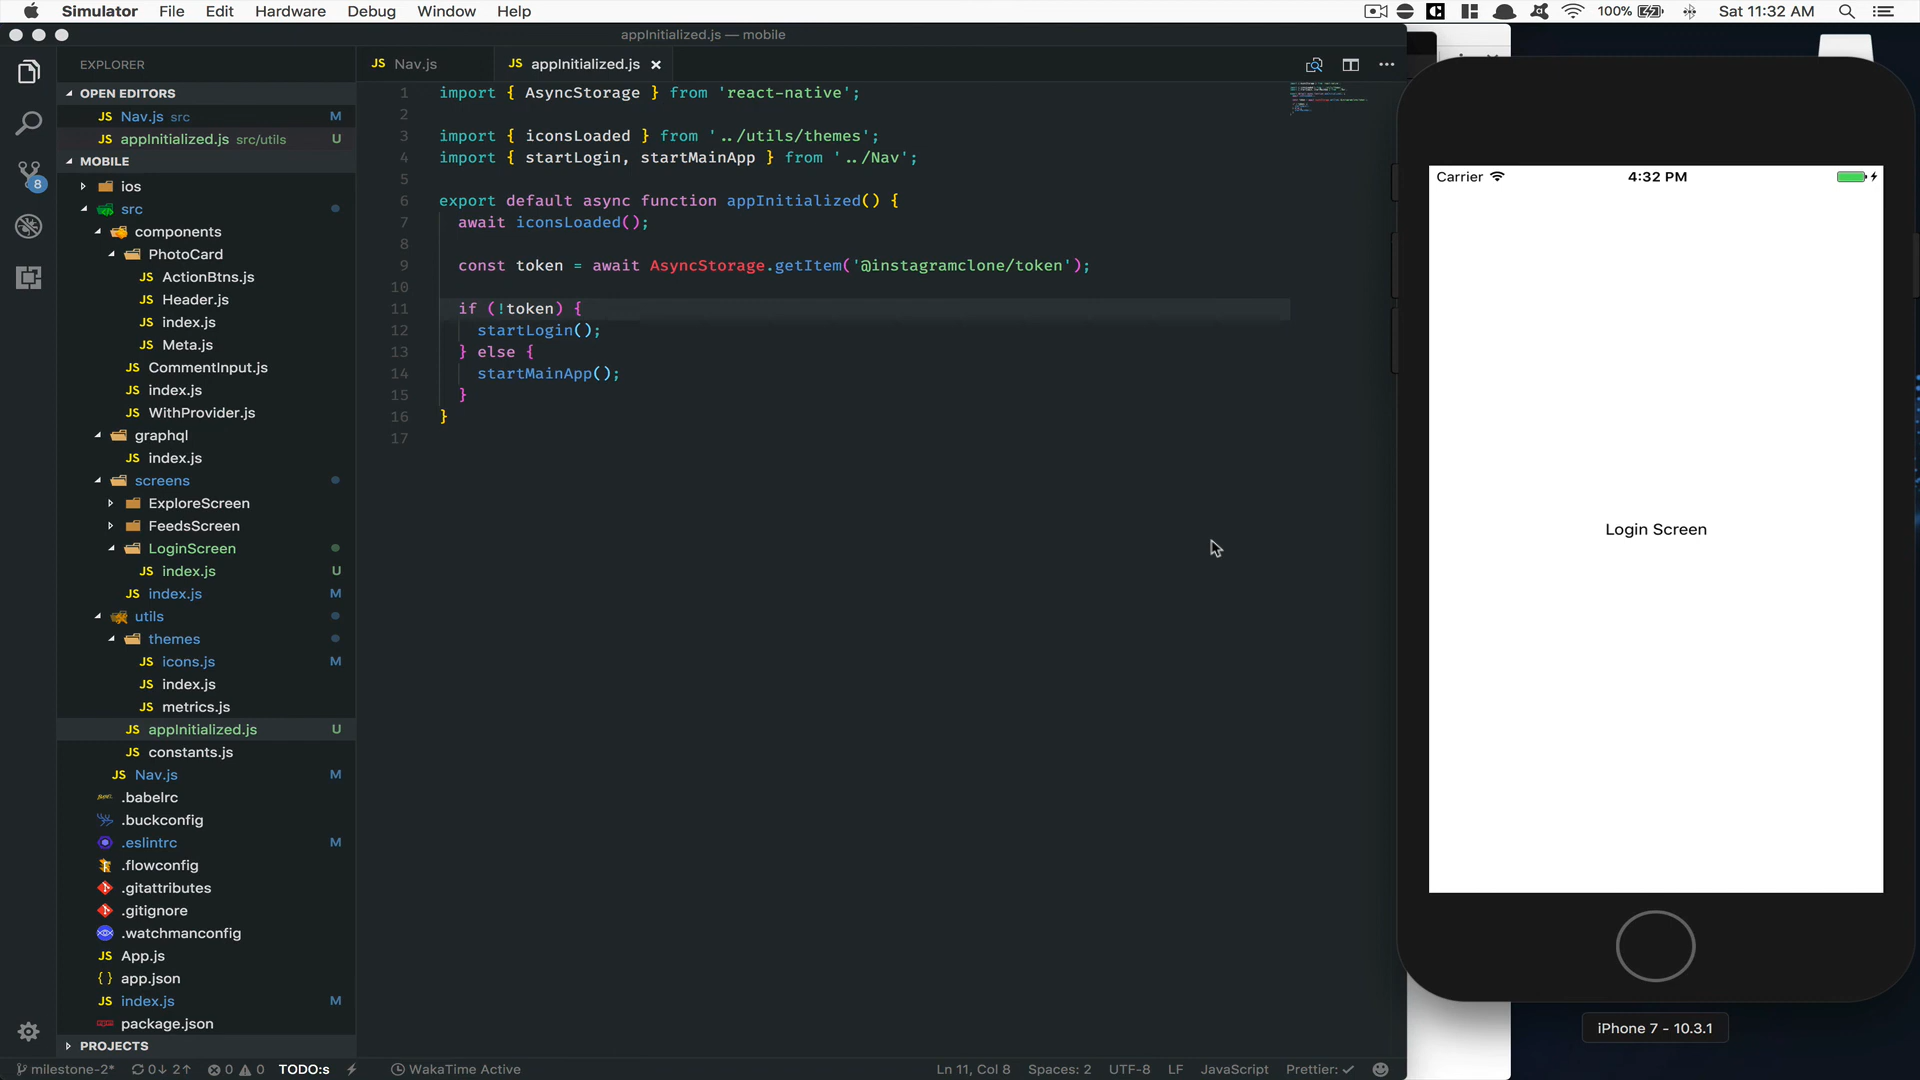 Simulator File Edit Hardware Debug Window Help
100% Sat 11:32 AM
appInitialized.js — mobile
EXPLORER
OPEN EDITORS
JS Nav.js src M
JS appInitialized.js src/utils U
MOBILE
ios
src
components
PhotoCard
JS ActionBtns.js
JS Header.js
JS index.js
JS Meta.js
JS CommentInput.js
JS index.js
JS WithProvider.js
graphql
JS index.js
screens
ExploreScreen
FeedsScreen
LoginScreen
JS index.js U
JS index.js M
utils
themes
JS icons.js M
JS index.js
JS metrics.js
JS appInitialized.js U
JS constants.js
JS Nav.js M
.babelrc
.buckconfig
.eslintrc M
.flowconfig
.gitattributes
.gitignore
.watchmanconfig
JS App.js
{ } app.json
JS index.js M
package.json
PROJECTS
8
JS Nav.js
JS appInitialized.js
1 import { AsyncStorage } from 'react-native';
2
3 import { iconsLoaded } from '../utils/themes';
4 import { startLogin, startMainApp } from '../Nav';
5
6 export default async function appInitialized() {
7 await iconsLoaded();
8
9 const token = await AsyncStorage.getItem('@instagramclone/token');
10
11 if (!token) {
12 startLogin();
13 } else {
14 startMainApp();
15 }
16 }
17
Carrier 4:32 PM
Login Screen
iPhone 7 - 10.3.1
milestone-2* 0↓ 2↑ 0 0 TODO:s WakaTime Active Ln 11, Col 8 Spaces: 2 UTF-8 LF JavaScript Prettier: ✓